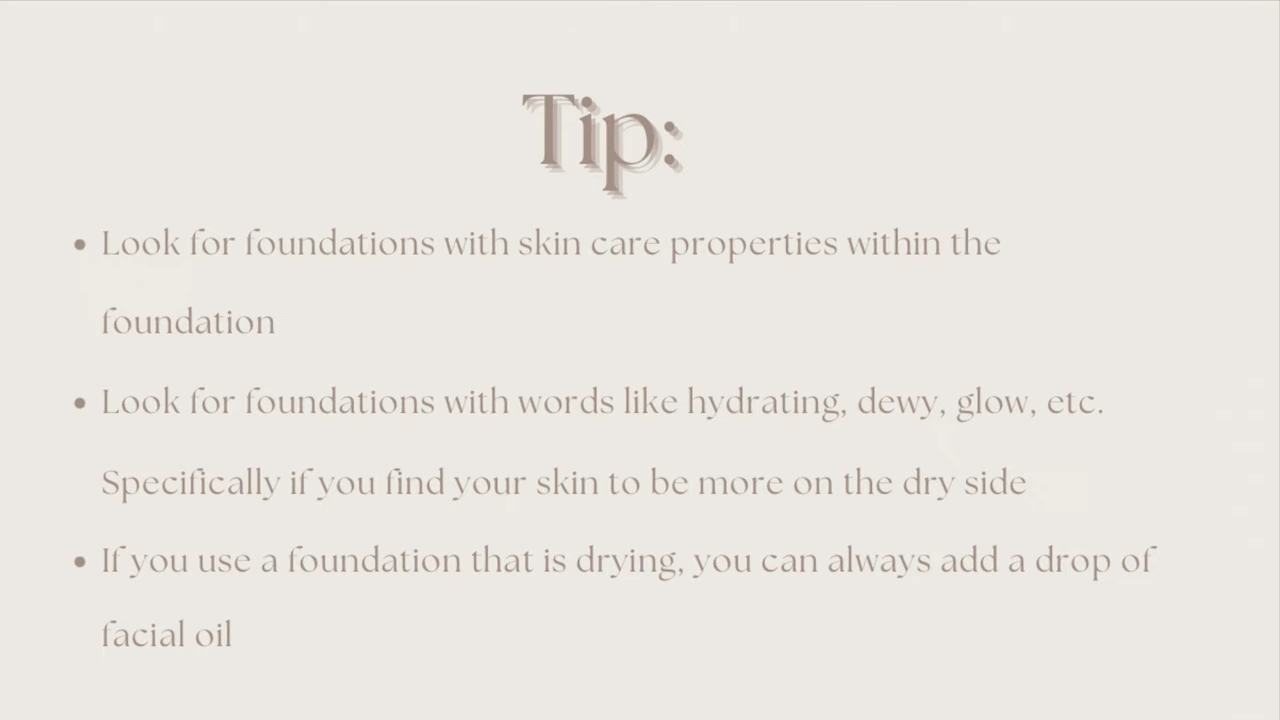 Tip:
• Look for foundations with skin care properties within the
foundation
• Look for foundations with words like hydrating, dewy, glow, etc.
Specifically if you find your skin to be more on the dry side
• If you use a foundation that is drying, you can always add a drop of
facial oil